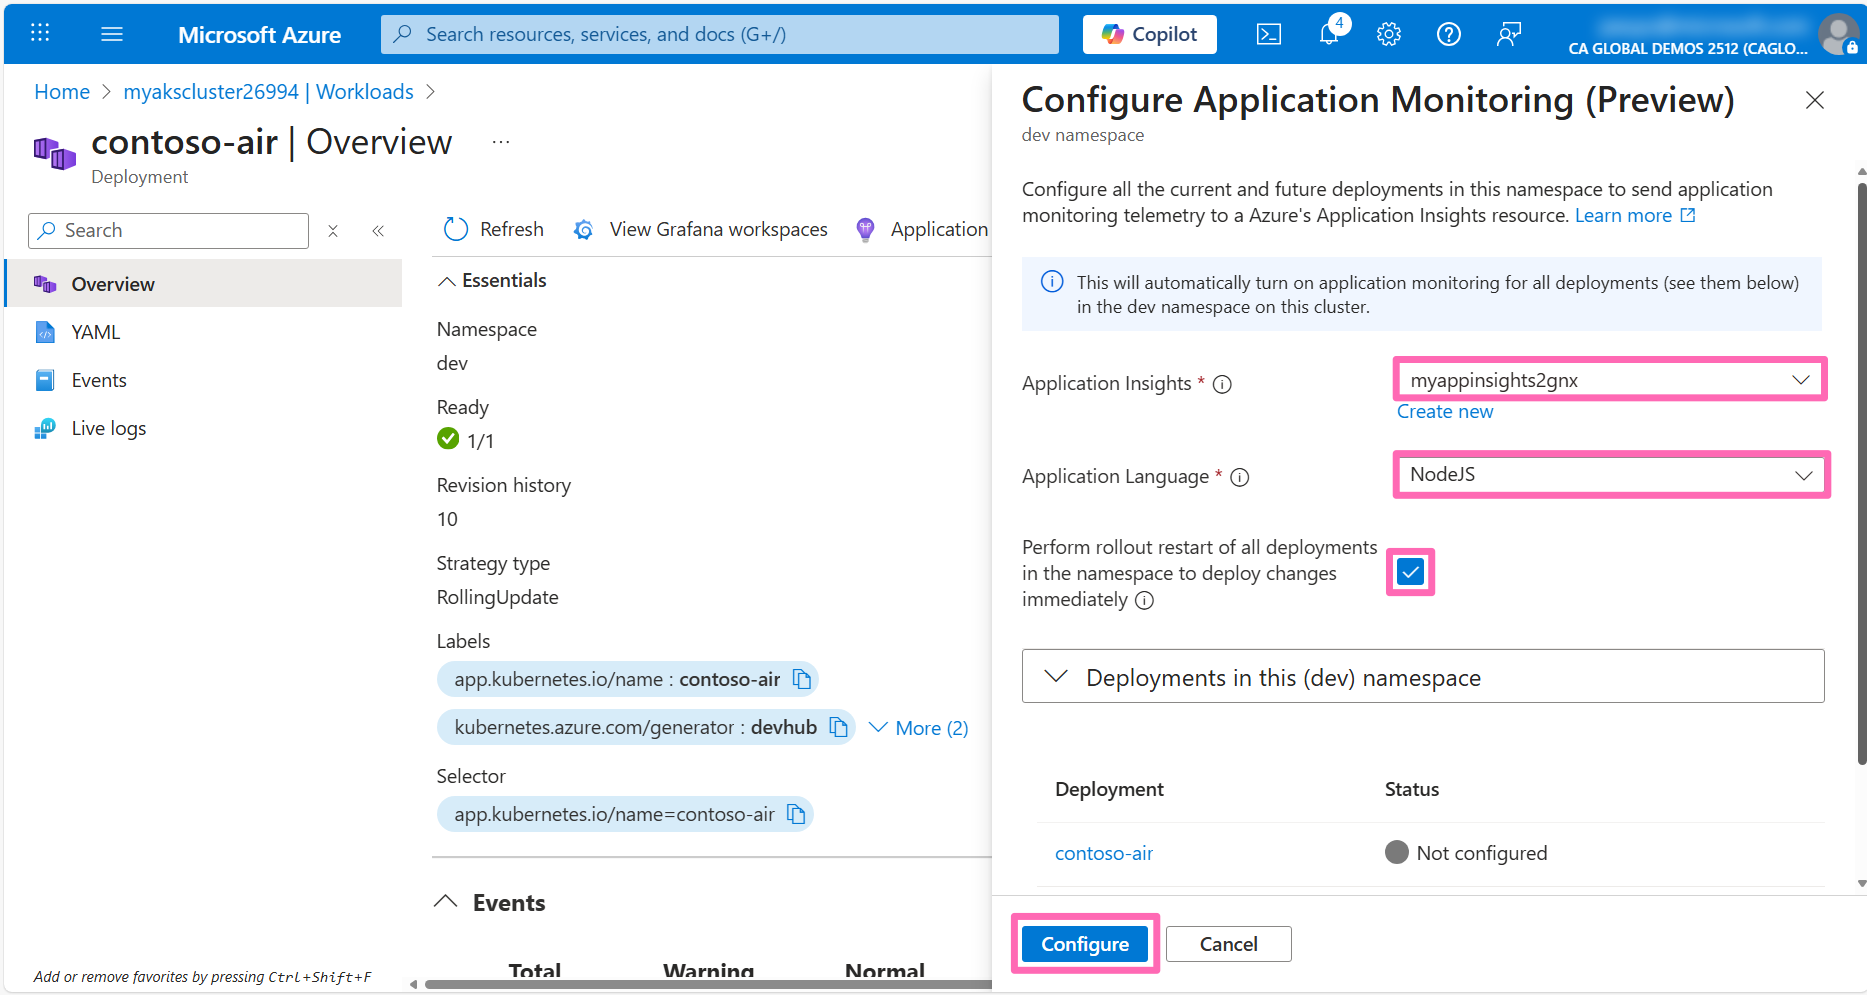 Microsoft Azure
Search resources, services, and docs (G+/)
Copilot
4
CA GLOBAL DEMOS 2512 (CAGLO...
Home > myakscluster26994 | Workloads >
contoso-air | Overview ...
Deployment
Search
Overview
YAML
Events
Live logs
Add or remove favorites by pressing Ctrl+Shift+F
Refresh
View Grafana workspaces
Application
Essentials
Namespace
dev
Ready
1/1
Revision history
10
Strategy type
RollingUpdate
Labels
app.kubernetes.io/name : contoso-air
kubernetes.azure.com/generator : devhub
More (2)
Selector
app.kubernetes.io/name=contoso-air
Events
Total Warning Normal
Configure Application Monitoring (Preview)
dev namespace
Configure all the current and future deployments in this namespace to send application
monitoring telemetry to a Azure's Application Insights resource. Learn more
This will automatically turn on application monitoring for all deployments (see them below)
in the dev namespace on this cluster.
Application Insights *
myappinsights2gnx
Create new
Application Language *
NodeJS
Perform rollout restart of all deployments
in the namespace to deploy changes
immediately
Deployments in this (dev) namespace
Deployment Status
contoso-air Not configured
Configure
Cancel